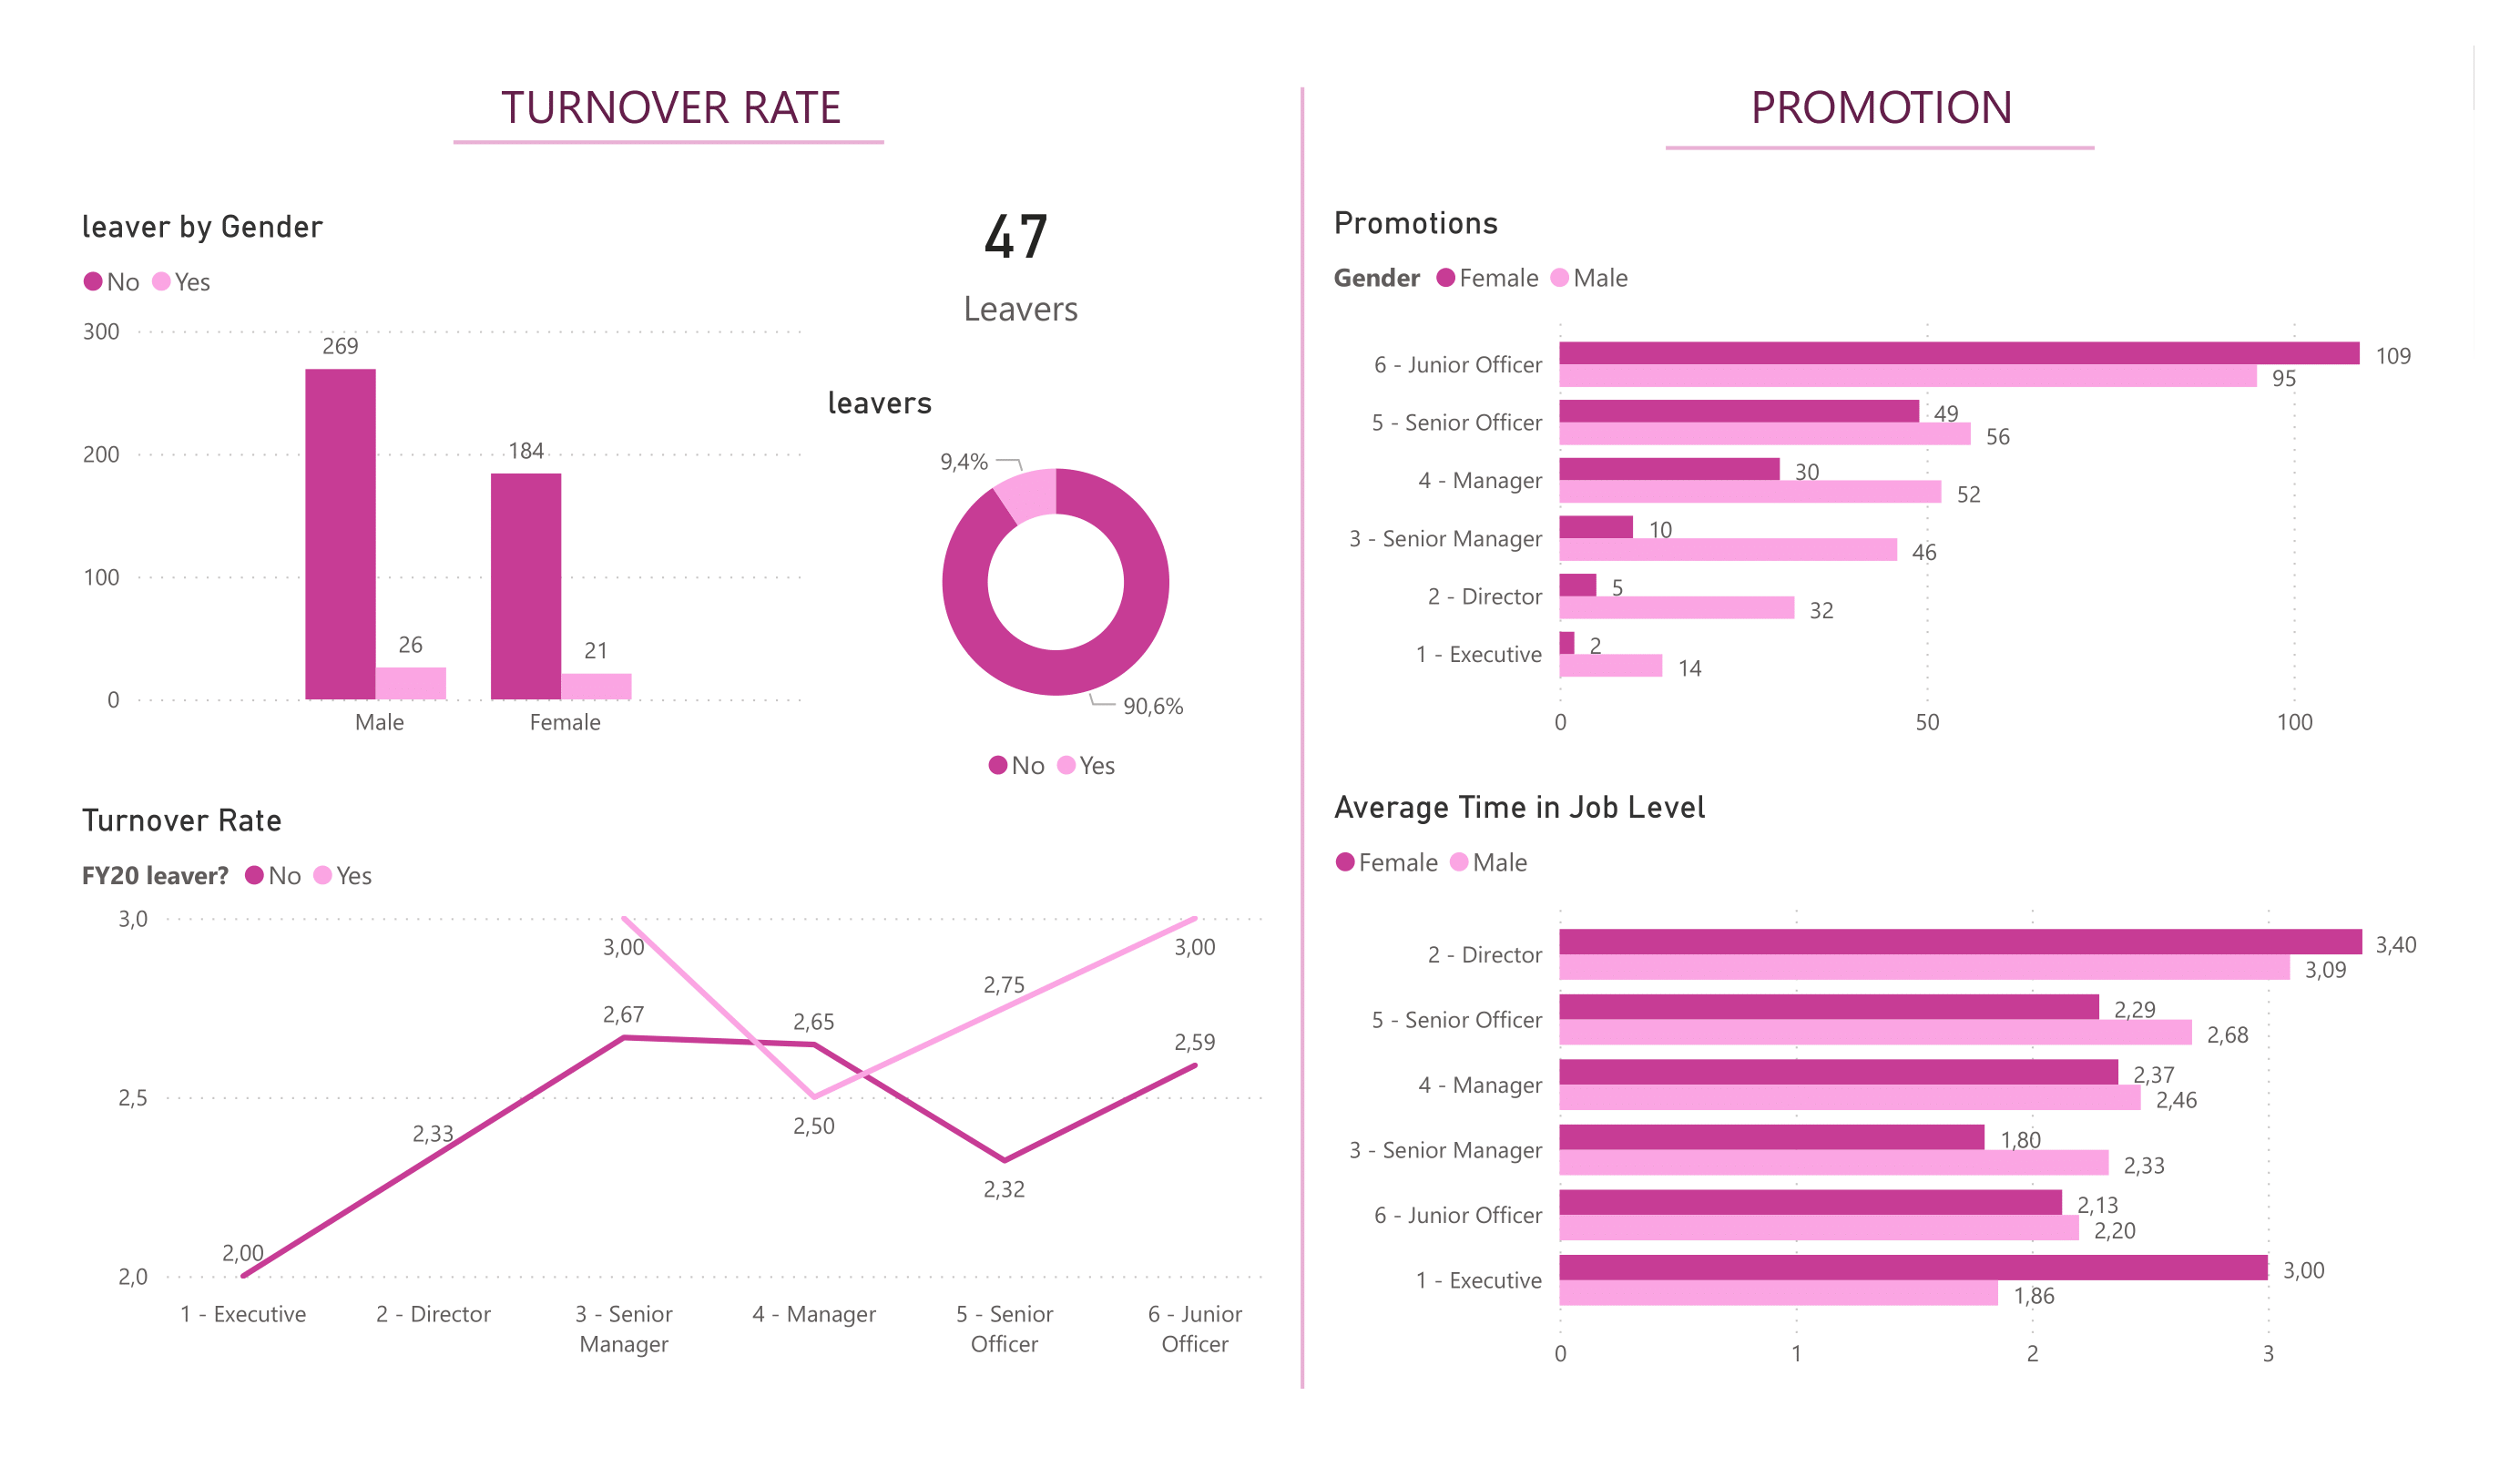 TURNOVER RATE
leaver by Gender
No Yes
300
269
200
184
100
26
21
0
Male Female
47
Leavers
leavers
9,4%
90,6%
No Yes
Turnover Rate
FY20 leaver? No Yes
3,0
3,00
3,00
2,75
2,67
2,65
2,59
2,5
2,50
2,33
2,32
2,00
2,0
1 - Executive 2 - Director 3 - Senior 4 - Manager 5 - Senior 6 - Junior
Manager Officer Officer
PROMOTION
Promotions
Gender Female Male
6 - Junior Officer
109
95
5 - Senior Officer
49
56
4 - Manager
30
52
3 - Senior Manager
10
46
2 - Director
5
32
1 - Executive
2
14
0 50 100
Average Time in Job Level
Female Male
2 - Director
3,40
3,09
5 - Senior Officer
2,29
2,68
4 - Manager
2,37
2,46
3 - Senior Manager
1,80
2,33
6 - Junior Officer
2,13
2,20
1 - Executive
3,00
1,86
0 1 2 3